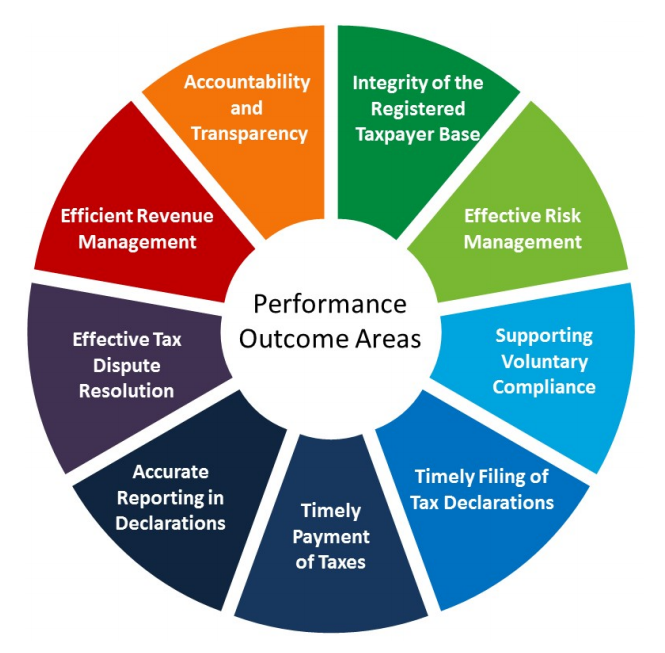 Performance
Outcome Areas
Integrity of the
Registered
Taxpayer Base
Effective Risk
Management
Supporting
Voluntary
Compliance
Timely Filing of
Tax Declarations
Timely
Payment
of Taxes
Accurate
Reporting in
Declarations
Effective Tax
Dispute
Resolution
Efficient Revenue
Management
Accountability
and
Transparency